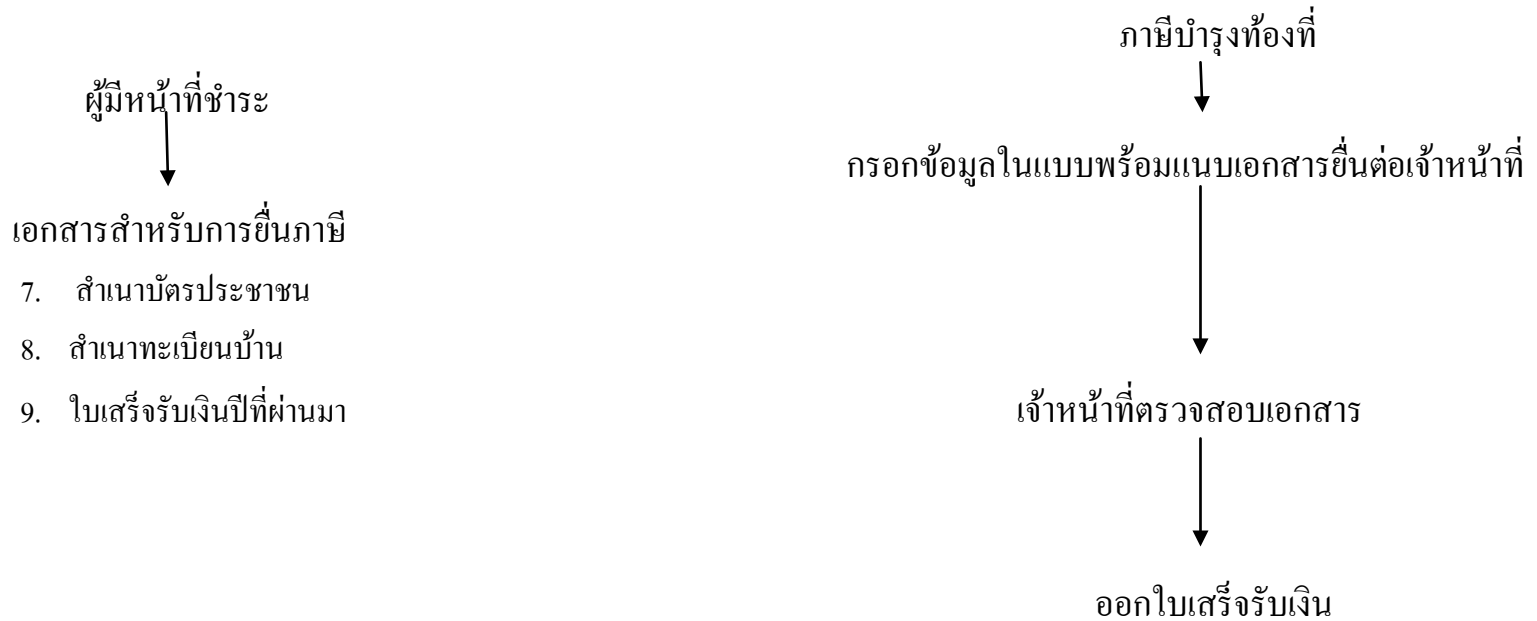 ผู้มีหน้าที่ชำระ
เอกสารสำหรับการยื่นภาษี
7. สำเนาบัตรประชาชน
8. สำเนาทะเบียนบ้าน
9. ใบเสร็จรับเงินปีที่ผ่านมา
ภาษีบำรุงท้องที่
กรอกข้อมูลในแบบพร้อมแนบเอกสารยื่นต่อเจ้าหน้าที่
เจ้าหน้าที่ตรวจสอบเอกสาร
ออกใบเสร็จรับเงิน